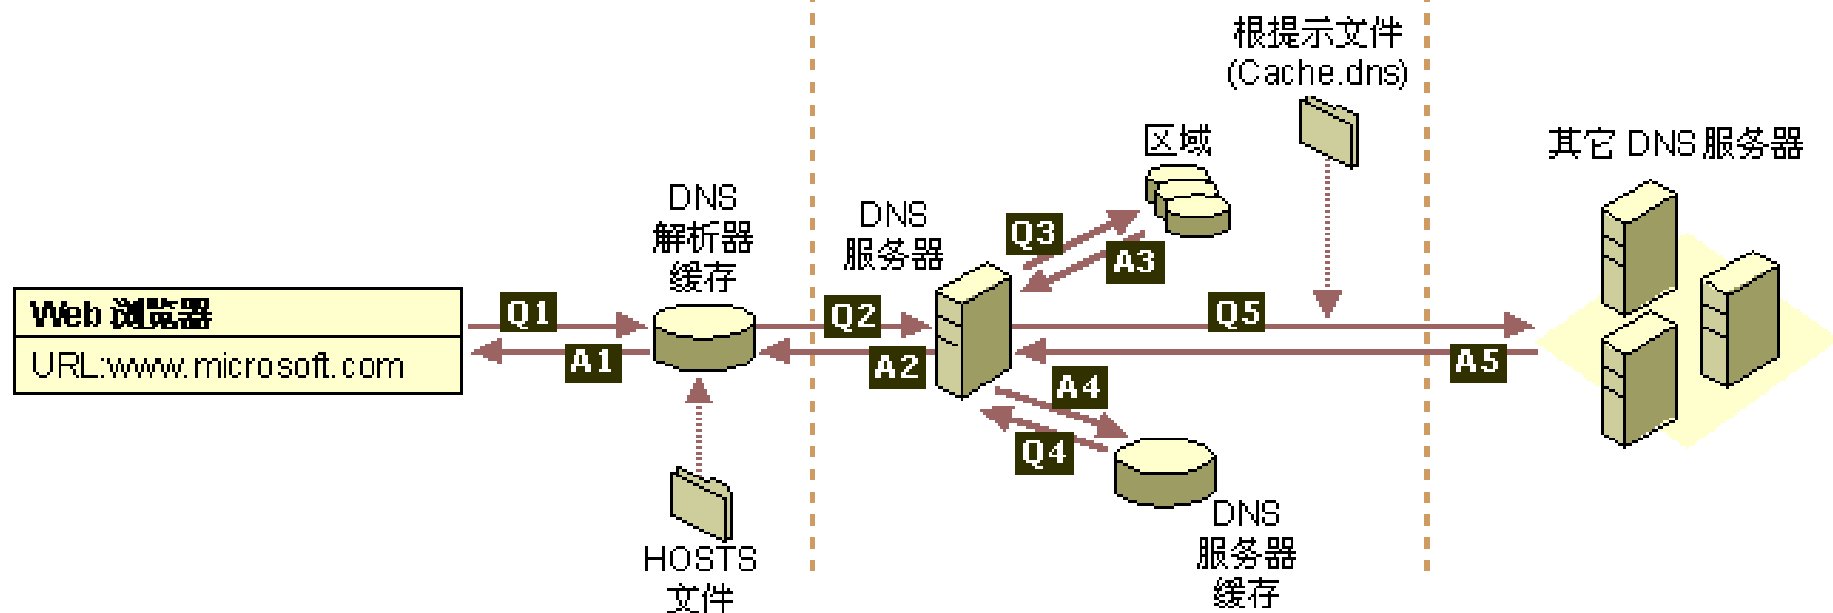 根提示文件
(Cache.dns)
区域
其它 DNS 服务器
DNS
解析器
缓存
DNS
服务器
Q3
A3
Web 浏览器
URL:www.microsoft.com
Q1
A1
Q2
A2
Q5
A5
A4
Q4
HOSTS
文件
DNS
服务器
缓存